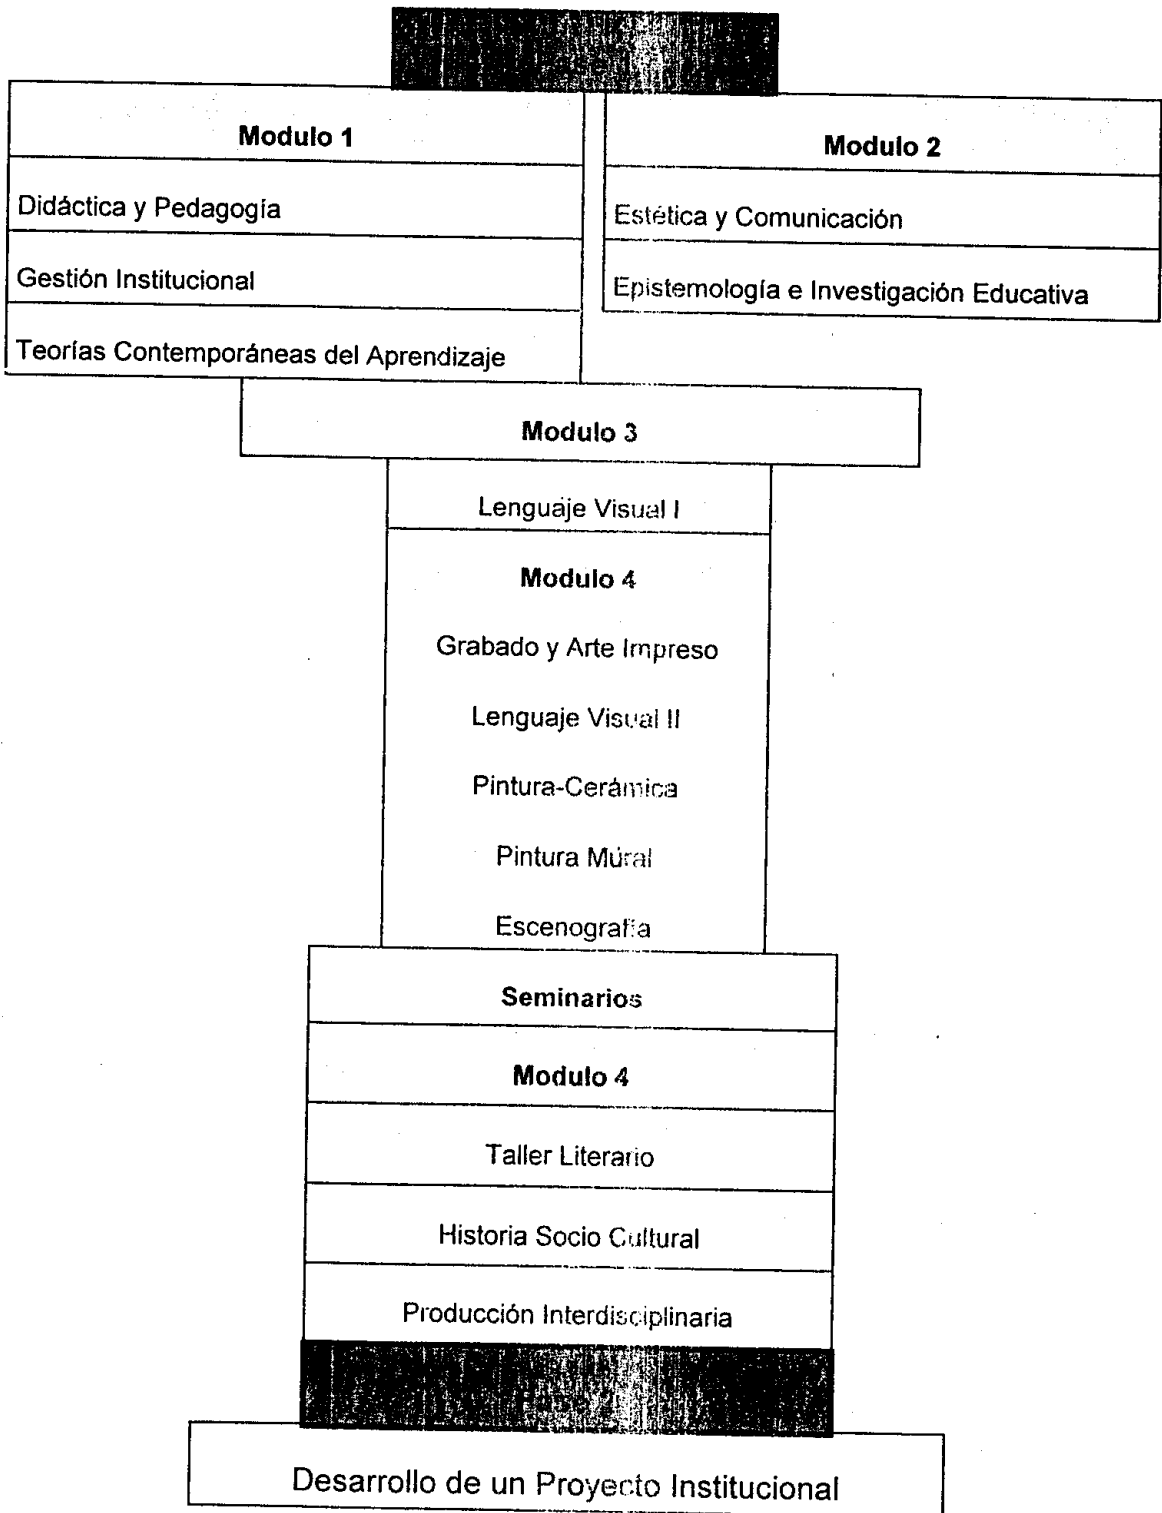 Modulo 1
Didáctica y Pedagogía
Gestión Institucional
Teorías Contemporáneas del Aprendizaje
Modulo 2
Estética y Comunicación
Epistemología e Investigación Educativa
Modulo 3
Lenguaje Visual I
Modulo 4
Grabado y Arte Impreso
Lenguaje Visual II
Pintura-Cerámica
Pintura Múral
Escenografía
Seminarios
Modulo 4
Taller Literario
Historia Socio Cultural
Producción Interdisciplinaria
Desarrollo de un Proyecto Institucional